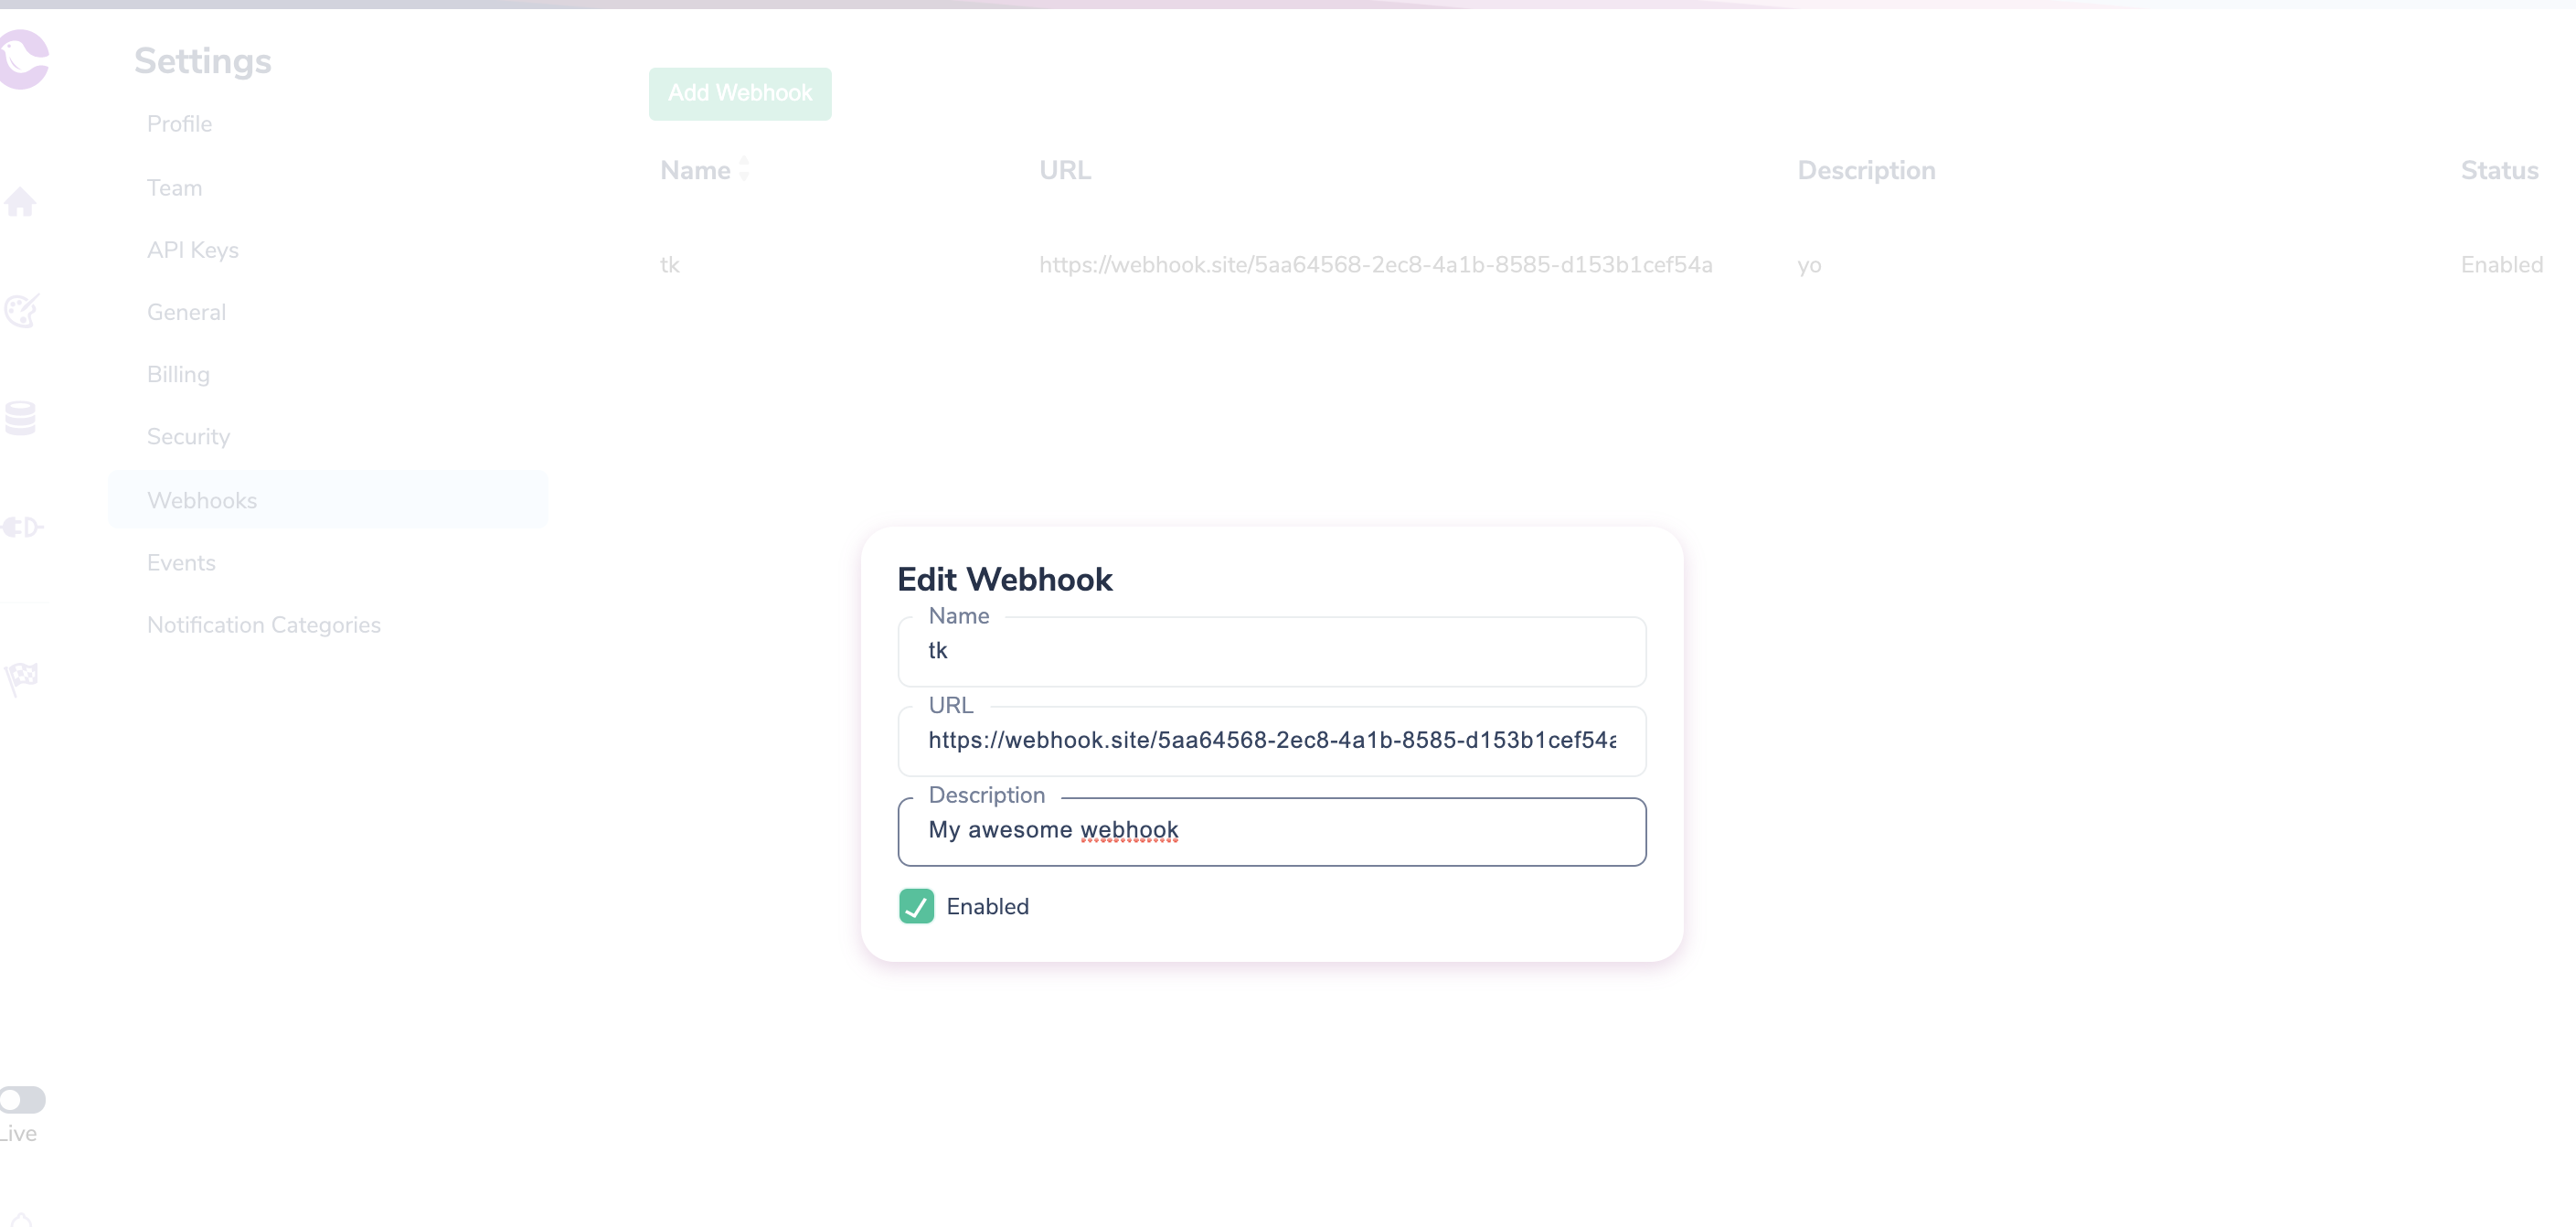 Settings
Profile
Team
API Keys
General
Billing
Security
Webhooks
Events
Notification Categories
Live
Add Webhook
Name URL Description Status
tk https://webhook.site/5aa64568-2ec8-4a1b-8585-d153b1cef54a yo Enabled
Edit Webhook
Name
tk
URL
https://webhook.site/5aa64568-2ec8-4a1b-8585-d153b1cef54a
Description
My awesome webhook
Enabled